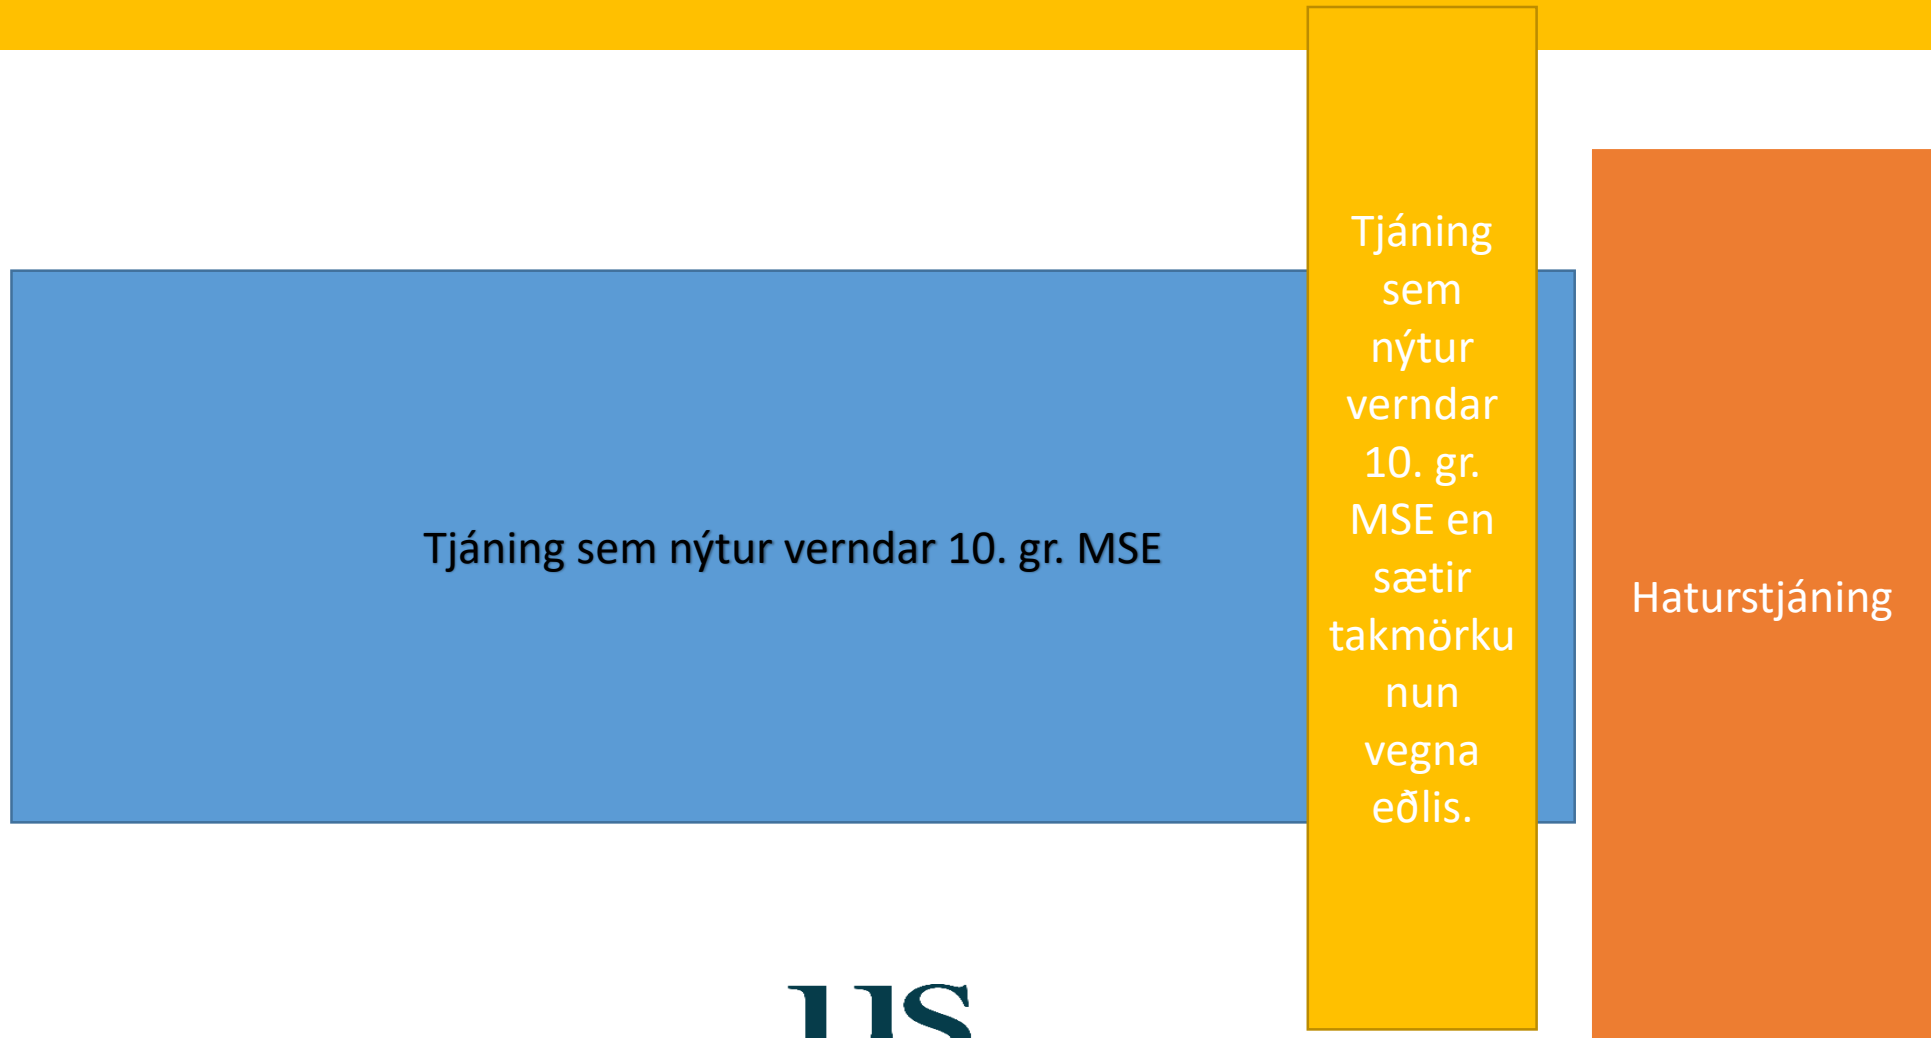 Tjáning sem nýtur verndar 10. gr. MSE
Tjáning
sem
nýtur
verndar
10. gr.
MSE en
sætir
takmörku
nun
vegna
eðlis.
Haturstjáning